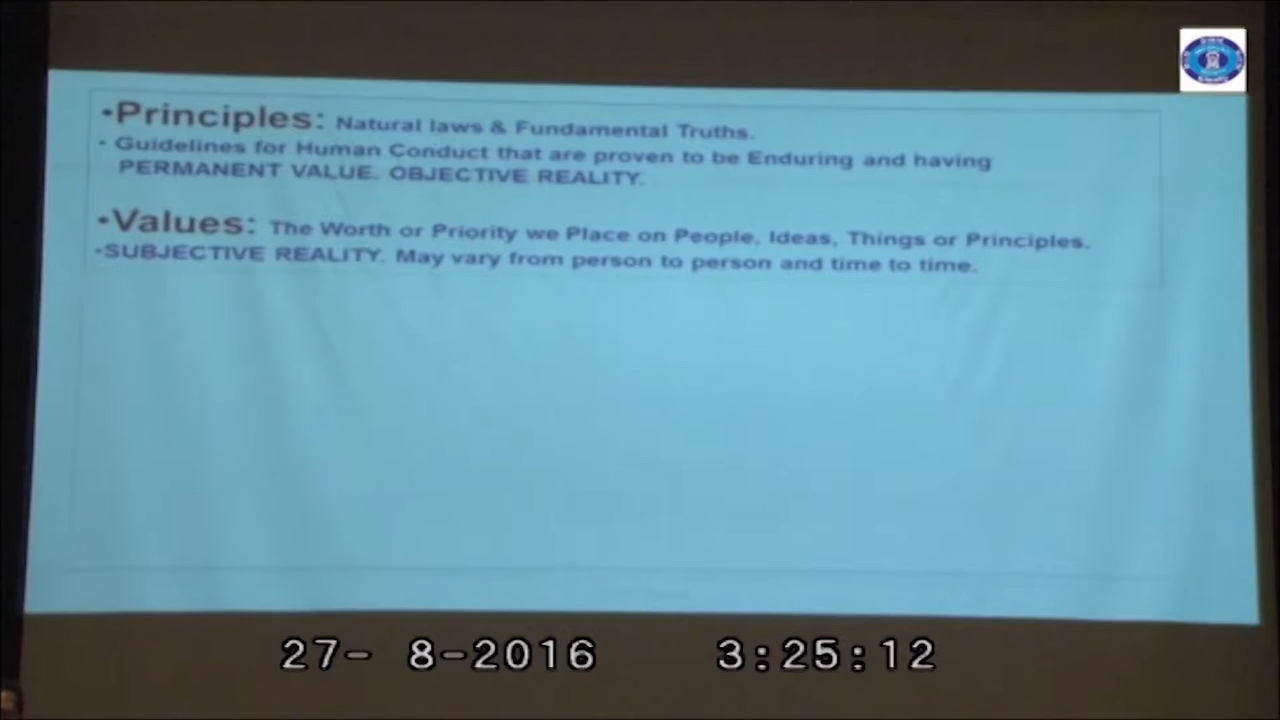 •Principles: Natural laws & Fundamental Truths.
• Guidelines for Human Conduct that are proven to be Enduring and having
PERMANENT VALUE. OBJECTIVE REALITY.
•Values: The Worth or Priority we Place on People, Ideas, Things or Principles.
•SUBJECTIVE REALITY. May vary from person to person and time to time.
27- 8-2016 3:25:12